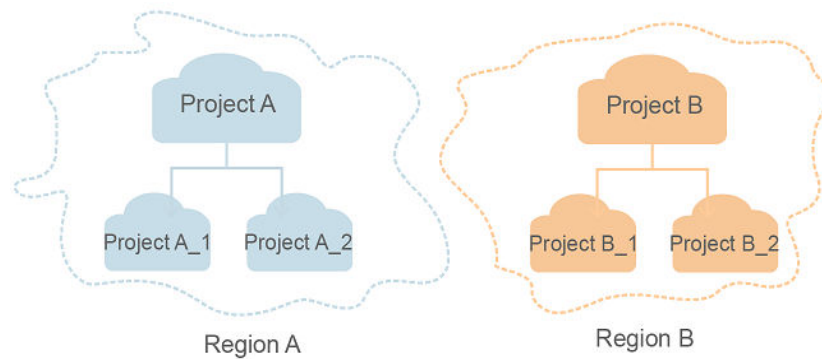 Project A
Project B
Project A_1
Project A_2
Project B_1
Project B_2
Region A
Region B